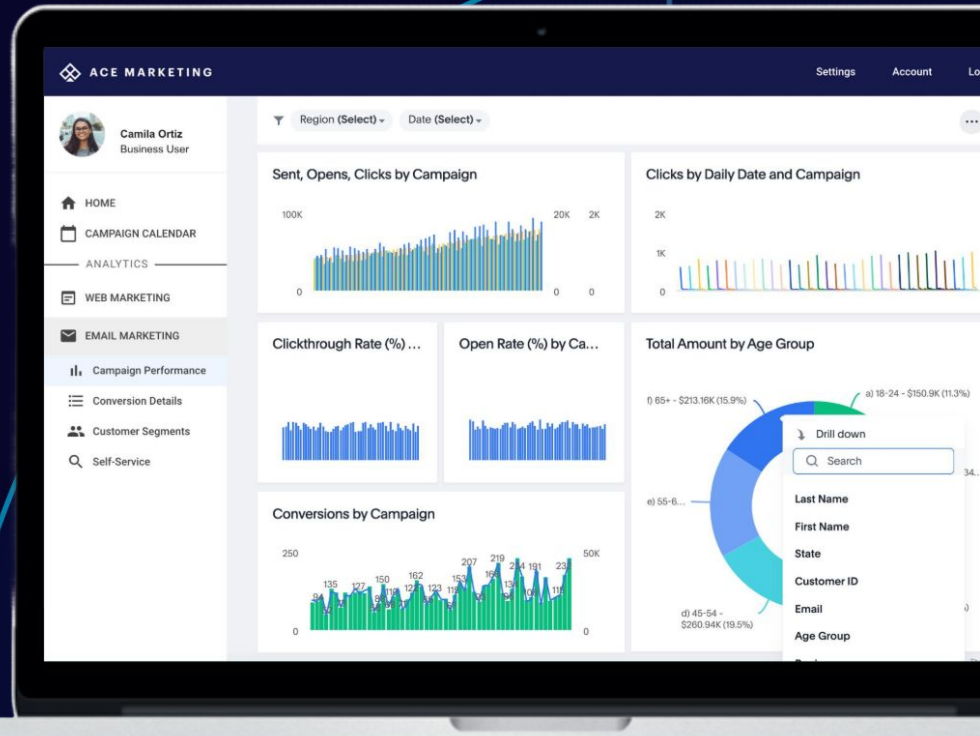 ACE MARKETING
Settings
Account
Lo
Camila Ortiz
Business User
HOME
CAMPAIGN CALENDAR
ANALYTICS
WEB MARKETING
EMAIL MARKETING
Campaign Performance
Conversion Details
Customer Segments
Self-Service
Region (Select)
Date (Select)
Sent, Opens, Clicks by Campaign
100K
20K
2K
0
0
0
Clicks by Daily Date and Campaign
2K
1K
0
Clickthrough Rate (%) ...
Open Rate (%) by Ca...
Conversions by Campaign
250
50K
0
0
135
127
150
162
123
153
207
219
191
Total Amount by Age Group
f) 65+ - $213.16K (15.9%)
a) 18-24 - $150.9K (11.3%)
e) 55-6...
d) 45-54 -
$260.94K (19.5%)
34...
Drill down
Search
Last Name
First Name
State
Customer ID
Email
Age Group